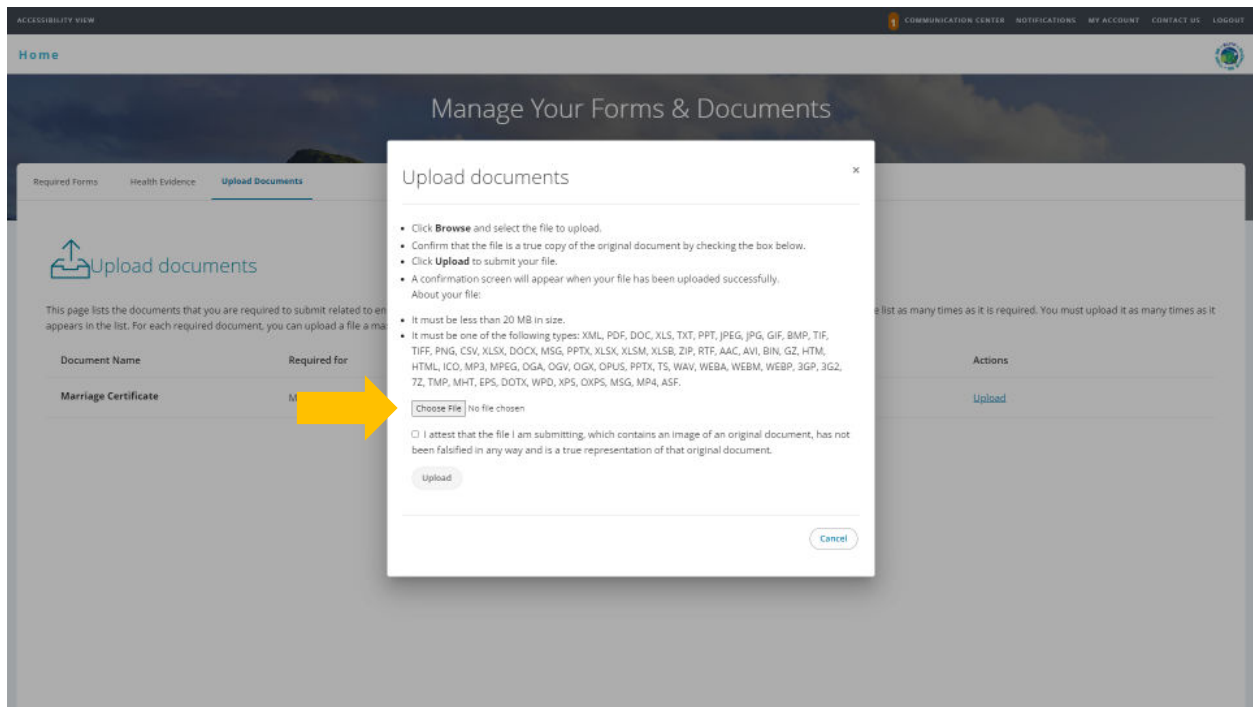 ACCESSIBILITY VIEW
1 COMMUNICATION CENTER NOTIFICATIONS MY ACCOUNT CONTACT US LOGOUT
Home
Manage Your Forms & Documents
Required Forms Health Evidence Upload Documents
Upload documents
This page lists the documents that you are required to submit related to en
e list as many times as it is required. You must upload it as many times as it
appears in the list. For each required document, you can upload a file a ma
Document Name Required for Actions
Marriage Certificate M Upload
Upload documents ×
• Click Browse and select the file to upload.
• Confirm that the file is a true copy of the original document by checking the box below.
• Click Upload to submit your file.
• A confirmation screen will appear when your file has been uploaded successfully.
About your file:
• It must be less than 20 MB in size.
• It must be one of the following types: XML, PDF, DOC, XLS, TXT, PPT, JPEG, JPG, GIF, BMP, TIF,
TIFF, PNG, CSV, XLSX, DOCX, MSG, PPTX, XLSX, XLSM, XLSB, ZIP, RTF, AAC, AVI, BIN, GZ, HTM,
HTML, ICO, MP3, MPEG, OGA, OGV, OGX, OPUS, PPTX, TS, WAV, WEBA, WEBM, WEBP, 3GP, 3G2,
7Z, TMP, MHT, EPS, DOTX, WPD, XPS, OXPS, MSG, MP4, ASF.
Choose File No file chosen
I attest that the file I am submitting, which contains an image of an original document, has not
been falsified in any way and is a true representation of that original document.
Upload
Cancel